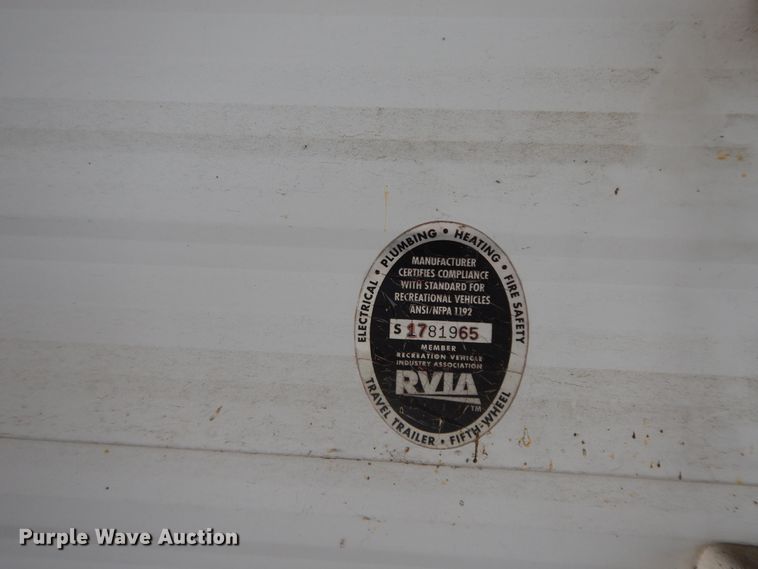 ELECTRICAL • PLUMBING • HEATING • FIRE SAFETY
MANUFACTURER
CERTIFIES COMPLIANCE
WITH STANDARD FOR
RECREATIONAL VEHICLES
ANSI/NFPA 1192
S 1781965
MEMBER
RECREATION VEHICLE
INDUSTRY ASSOCIATION
RVIA
TM
TRAVEL TRAILER • FIFTH-WHEEL
Purple Wave Auction